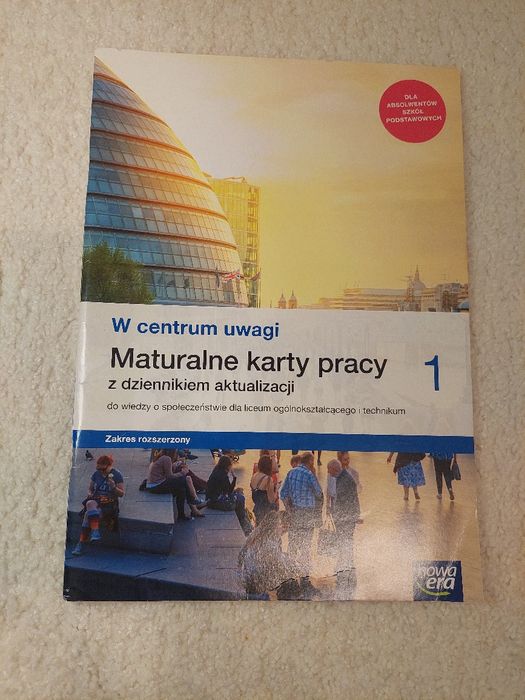 DLA
ABSOLWENTÓW
SZKÓŁ
PODSTAWOWYCH
W centrum uwagi
Maturalne karty pracy 1
z dziennikiem aktualizacji
do wiedzy o społeczeństwie dla liceum ogólnokształcącego i technikum
Zakres rozszerzony
nowa
era